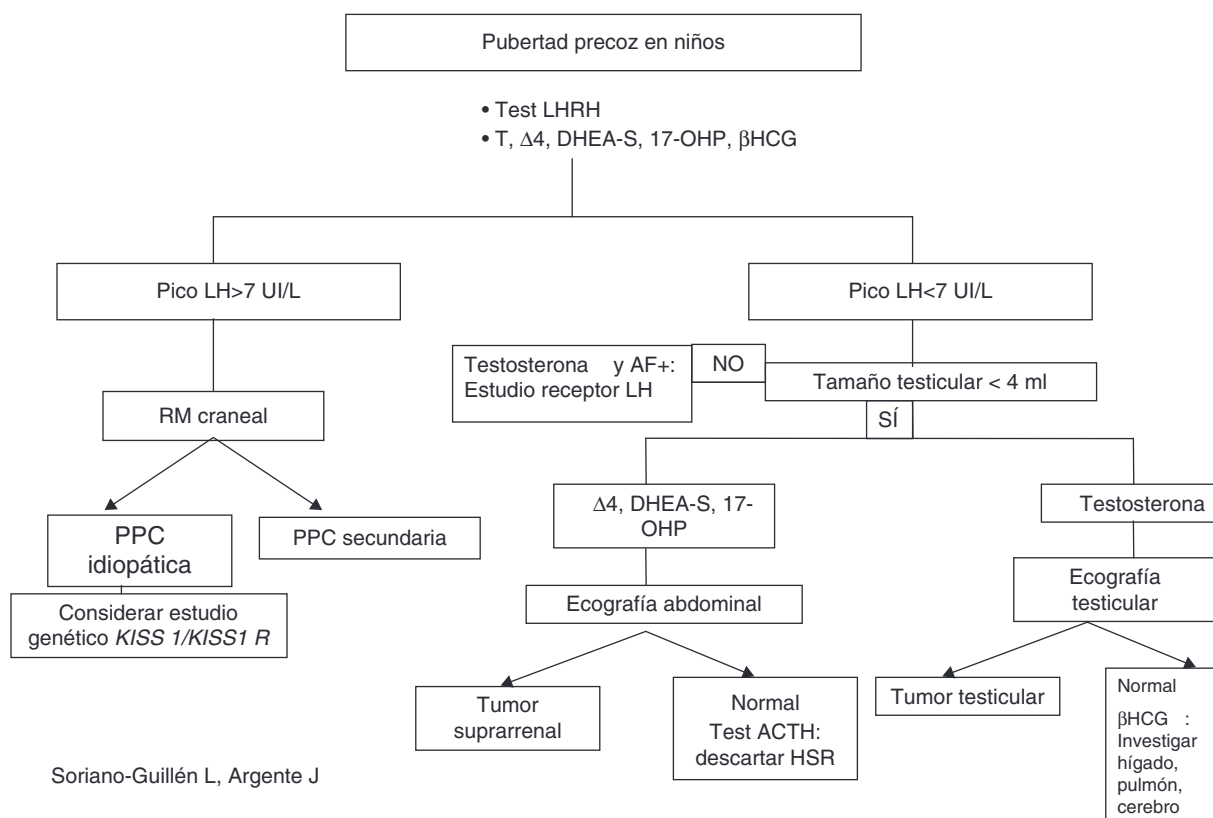 Pubertad precoz en niños
• Test LHRH
• T, Δ4, DHEA-S, 17-OHP, βHCG
Pico LH>7 UI/L
Pico LH<7 UI/L
Testosterona y AF+:
Estudio receptor LH
NO
Tamaño testicular < 4 ml
SÍ
RM craneal
PPC
idiopática
PPC secundaria
Considerar estudio
genético KISS 1/KISS1 R
Δ4, DHEA-S, 17-
OHP
Testosterona
Ecografía abdominal
Ecografía
testicular
Tumor
suprarrenal
Normal
Test ACTH:
descartar HSR
Tumor testicular
Normal
βHCG :
Investigar
hígado,
pulmón,
cerebro
Soriano-Guillén L, Argente J